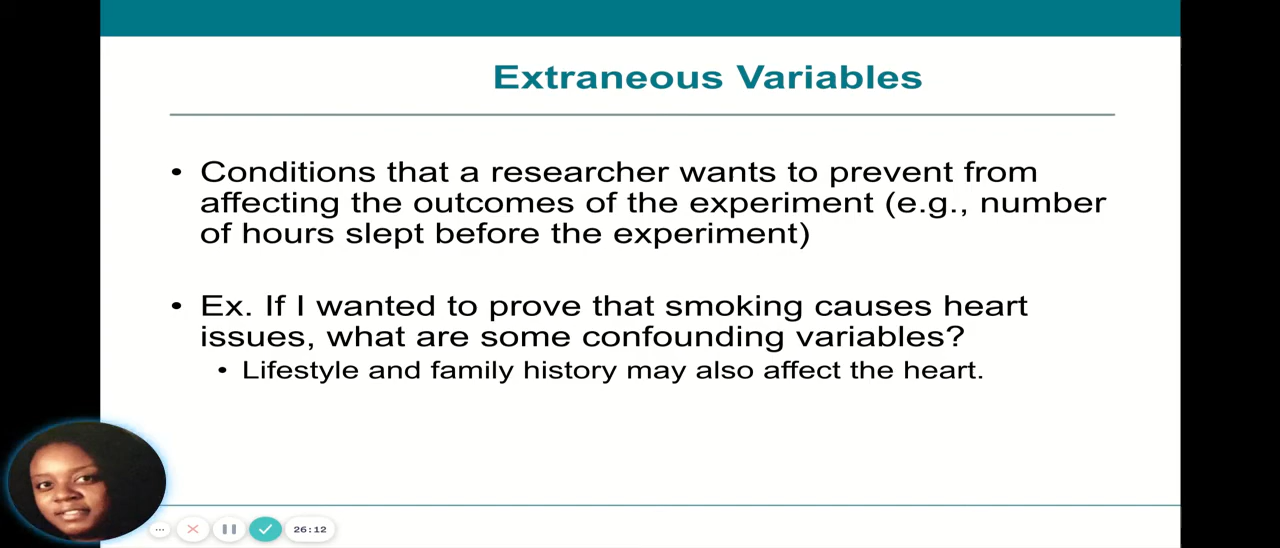 Extraneous Variables
• Conditions that a researcher wants to prevent from
affecting the outcomes of the experiment (e.g., number
of hours slept before the experiment)
• Ex. If I wanted to prove that smoking causes heart
issues, what are some confounding variables?
• Lifestyle and family history may also affect the heart.
26:12